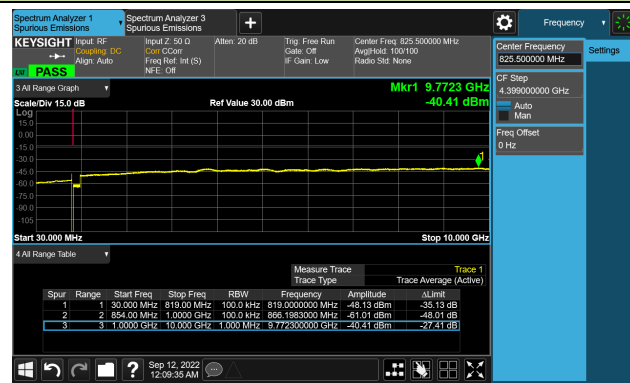 Spectrum Analyzer 1
Spurious Emissions
Spectrum Analyzer 3
Spurious Emissions
Frequency
KEYSIGHT
Input: RF
Coupling: DC
Align: Auto
Input Z: 50 Ω
Corr CCorr
Freq Ref: Int (S)
NFE: Off
Atten: 20 dB
Trig: Free Run
Gate: Off
IF Gain: Low
Center Freq: 825.500000 MHz
Avg|Hold: 100/100
Radio Std: None
PASS
Center Frequency
825.500000 MHz
Settings
CF Step
4.399000000 GHz
Auto
Man
Freq Offset
0 Hz
3 All Range Graph
Mkr1 9.7723 GHz
Scale/Div 15.0 dB
Ref Value 30.00 dBm
-40.41 dBm
Log
15.0
0.00
-15.0
-30.0
-45.0
-60.0
-75.0
-90.0
-105
1
Start 30.000 MHz
Stop 10.000 GHz
4 All Range Table
Measure Trace Trace 1
Trace Type Trace Average (Active)
Spur Range Start Freq Stop Freq RBW Frequency Amplitude ΔLimit
1 1 30.000 MHz 819.00 MHz 100.0 kHz 819.0000000 MHz -48.13 dBm -35.13 dB
2 2 854.00 MHz 1.0000 GHz 100.0 kHz 866.1983000 MHz -61.01 dBm -48.01 dB
3 3 1.0000 GHz 10.000 GHz 1.000 MHz 9.772300000 GHz -40.41 dBm -27.41 dB
Sep 12, 2022
12:09:35 AM